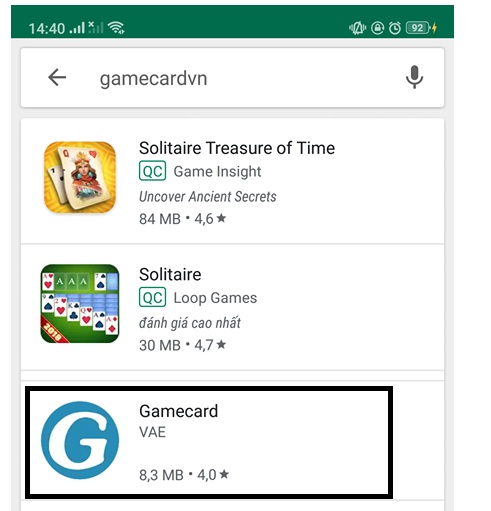 14:40 92
gamecardvn
Solitaire Treasure of Time
QC Game Insight
Uncover Ancient Secrets
84 MB • 4,6 ★
Solitaire
QC Loop Games
đánh giá cao nhất
30 MB • 4,7 ★
2018
G
Gamecard
VAE
8,3 MB • 4,0 ★